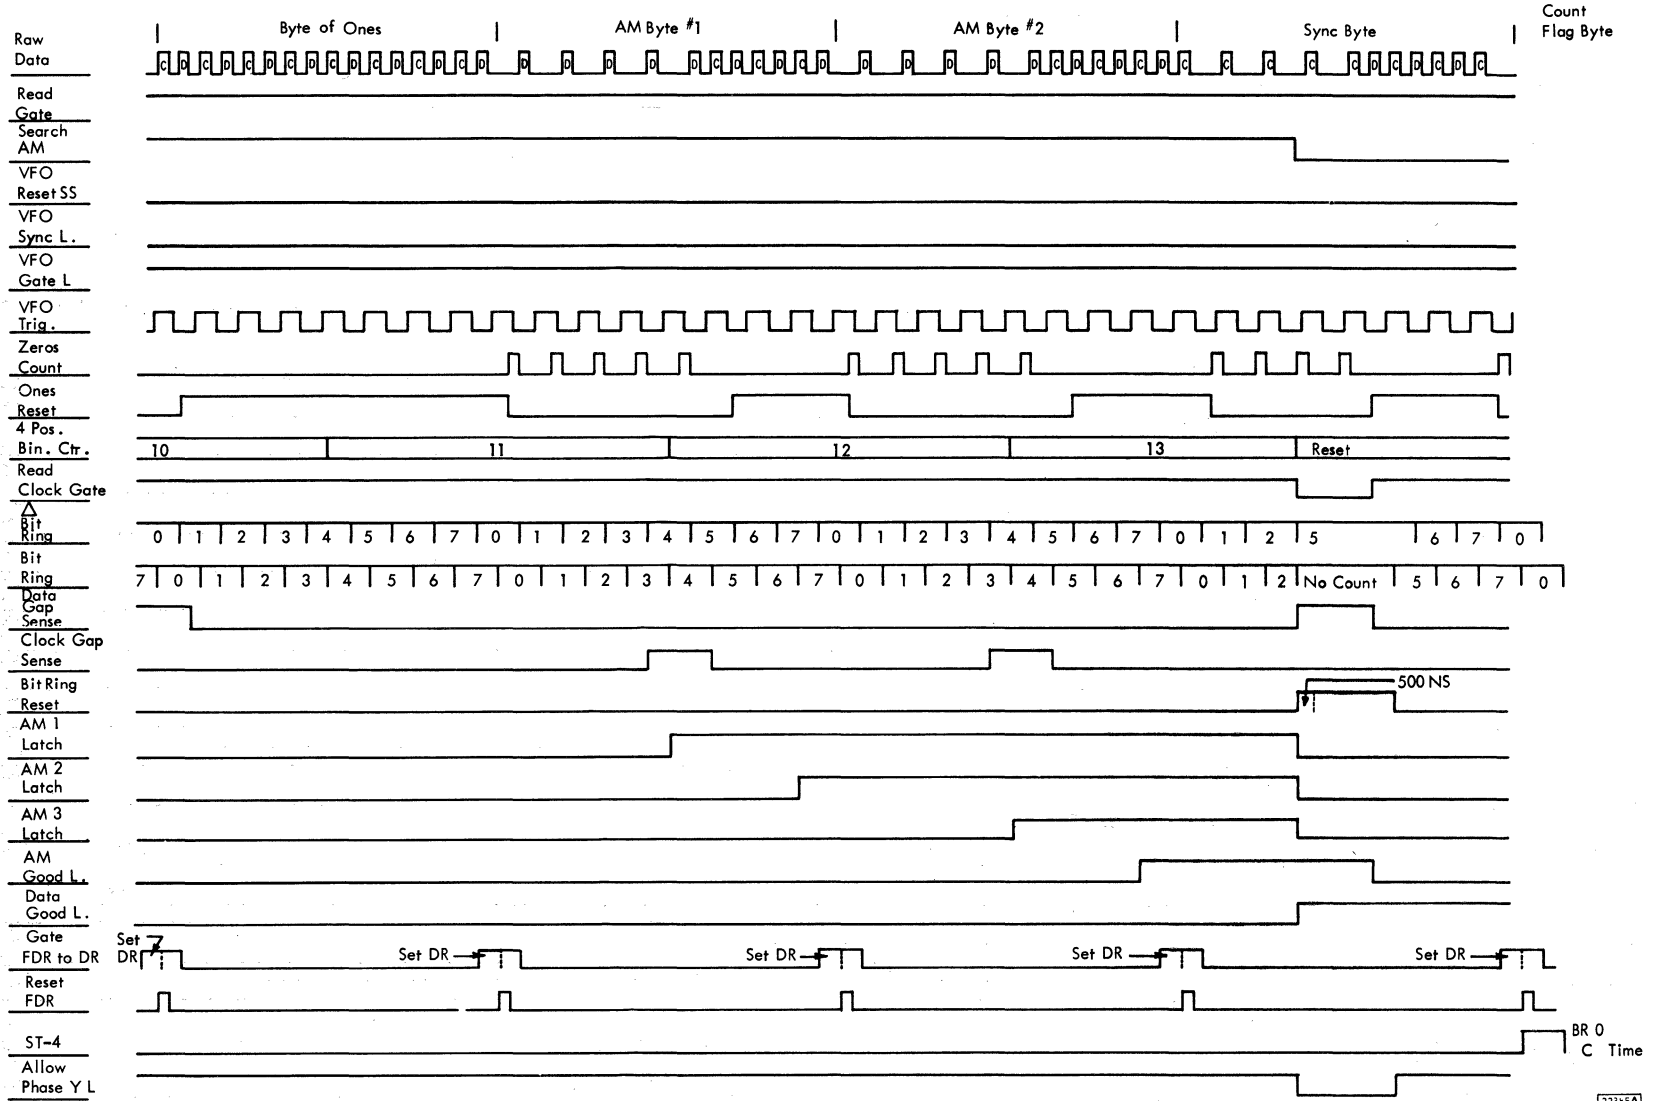 Byte of Ones AM Byte #1 AM Byte #2 Sync Byte Count
Flag Byte
Raw
Data
C D C D C D C D C D C D C D C D D D D D C D C D C D D D D D C D C D C D C C C C C D C D C D C
Read
Gate
Search
AM
VFO
Reset SS
VFO
Sync L.
VFO
Gate L
VFO
Trig.
Zeros
Count
Ones
Reset
4 Pos.
Bin. Ctr. 10 11 12 13 Reset
Read
Clock Gate
△
Bit
Ring 0 1 2 3 4 5 6 7 0 1 2 3 4 5 6 7 0 1 2 3 4 5 6 7 0 1 2 5 6 7 0
Bit
Ring 7 0 1 2 3 4 5 6 7 0 1 2 3 4 5 6 7 0 1 2 3 4 5 6 7 0 1 2 No Count 5 6 7 0
Data
Gap
Sense
Clock Gap
Sense
Bit Ring
Reset 500 NS
AM 1
Latch
AM 2
Latch
AM 3
Latch
AM
Good L.
Data
Good L.
Gate
FDR to DR Set
DR Set DR Set DR Set DR Set DR
Reset
FDR
ST-4 BR 0
C Time
Allow
Phase Y L